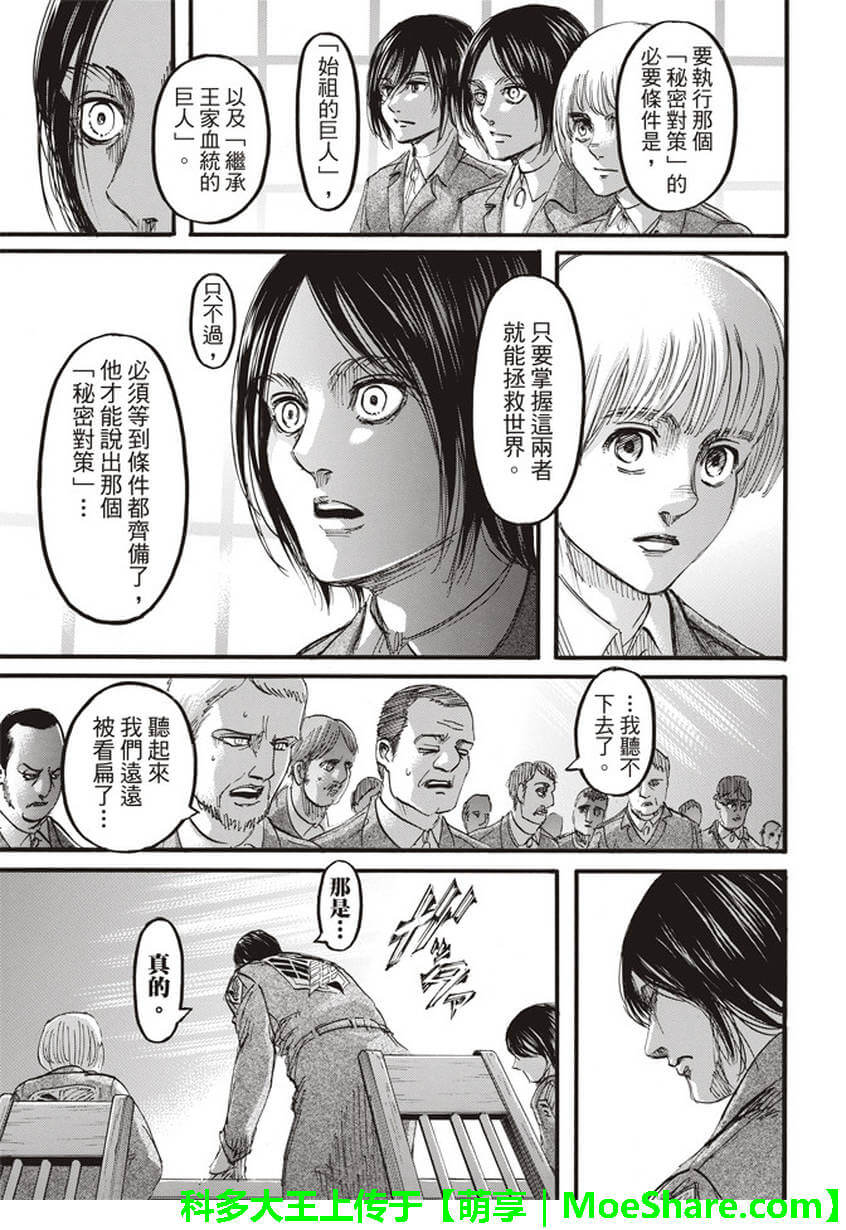 要執行那個
「秘密對策」的
必要條件是，
「始祖的巨人」，
以及「繼承
王家血統的
巨人」。
只要掌握這兩者
就能拯救世界。
只不過，
必須等到條件都齊備了，
他才能說出那個
「秘密對策」…
…我聽不
下去了。
聽起來
我們遠遠
被看扁了…
ガタッ
那是…
真的。
科多大王上传于【萌享｜MoeShare.com】